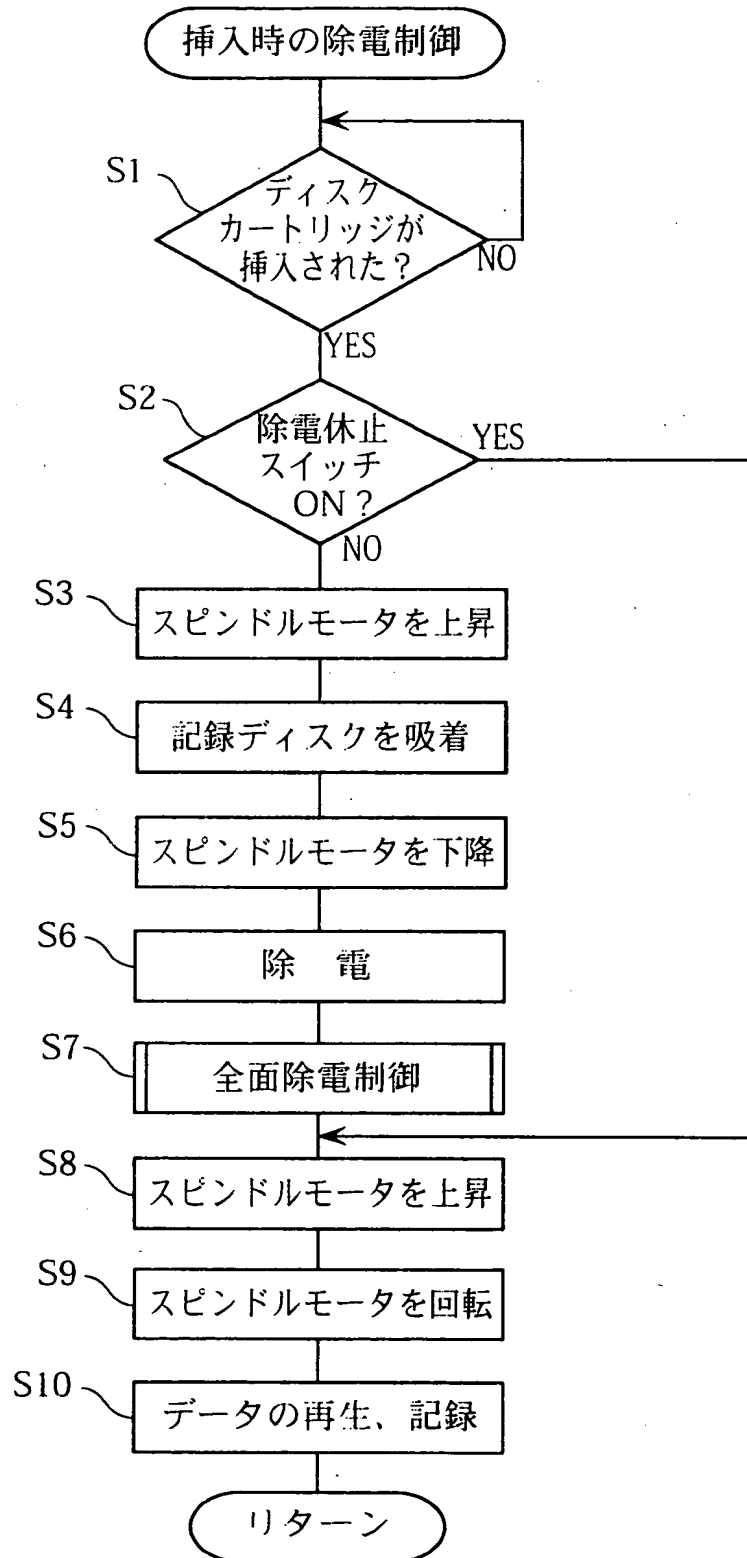 挿入時の除電制御
S1
ディスク
カートリッジが
挿入された？
NO
YES
S2
除電休止
スイッチ
ON？
YES
NO
S3
スピンドルモータを上昇
S4
記録ディスクを吸着
S5
スピンドルモータを下降
S6
除　電
S7
全面除電制御
S8
スピンドルモータを上昇
S9
スピンドルモータを回転
S10
データの再生、記録
リターン